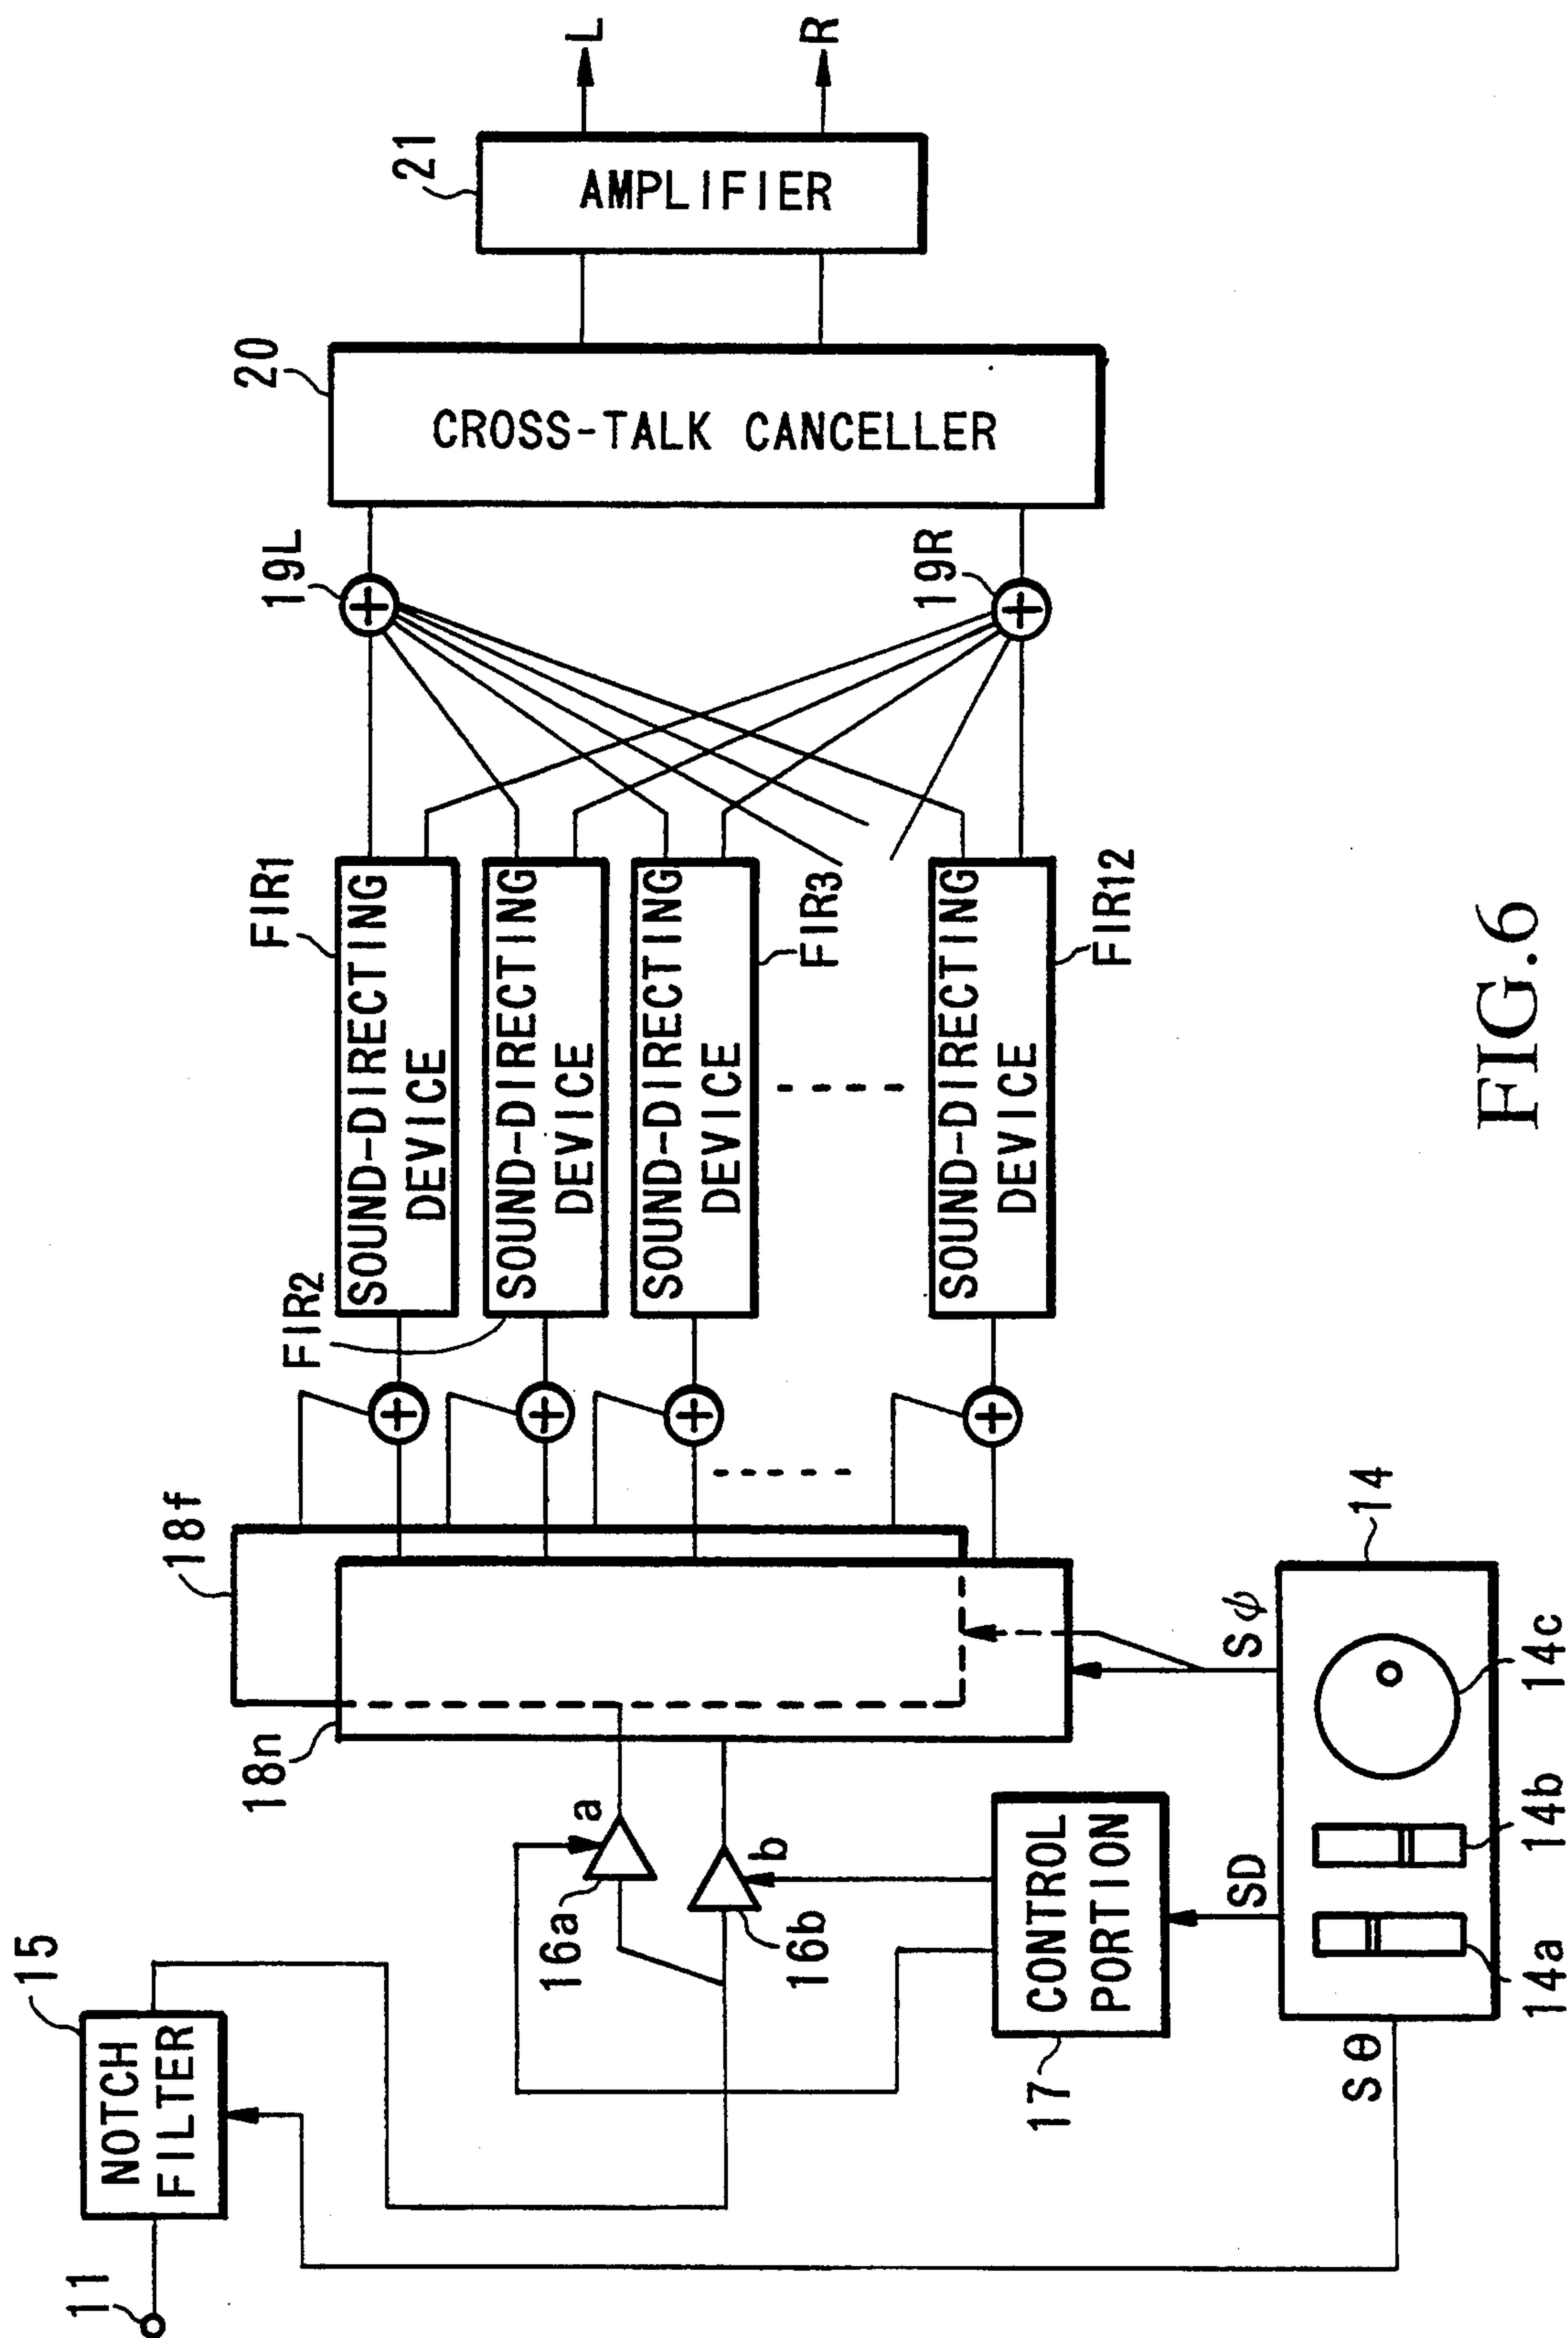 11
15
NOTCH
FILTER
16a
a
16b
b
18n
18f
17
CONTROL
PORTION
Sθ
SD
Sφ
14
14a
14b
14c
FIR1
SOUND-DIRECTING
DEVICE
FIR2
SOUND-DIRECTING
DEVICE
SOUND-DIRECTING
DEVICE
FIR3
SOUND-DIRECTING
DEVICE
FIR12
19L
19R
20
CROSS-TALK CANCELLER
21
AMPLIFIER
L
R
FIG.6